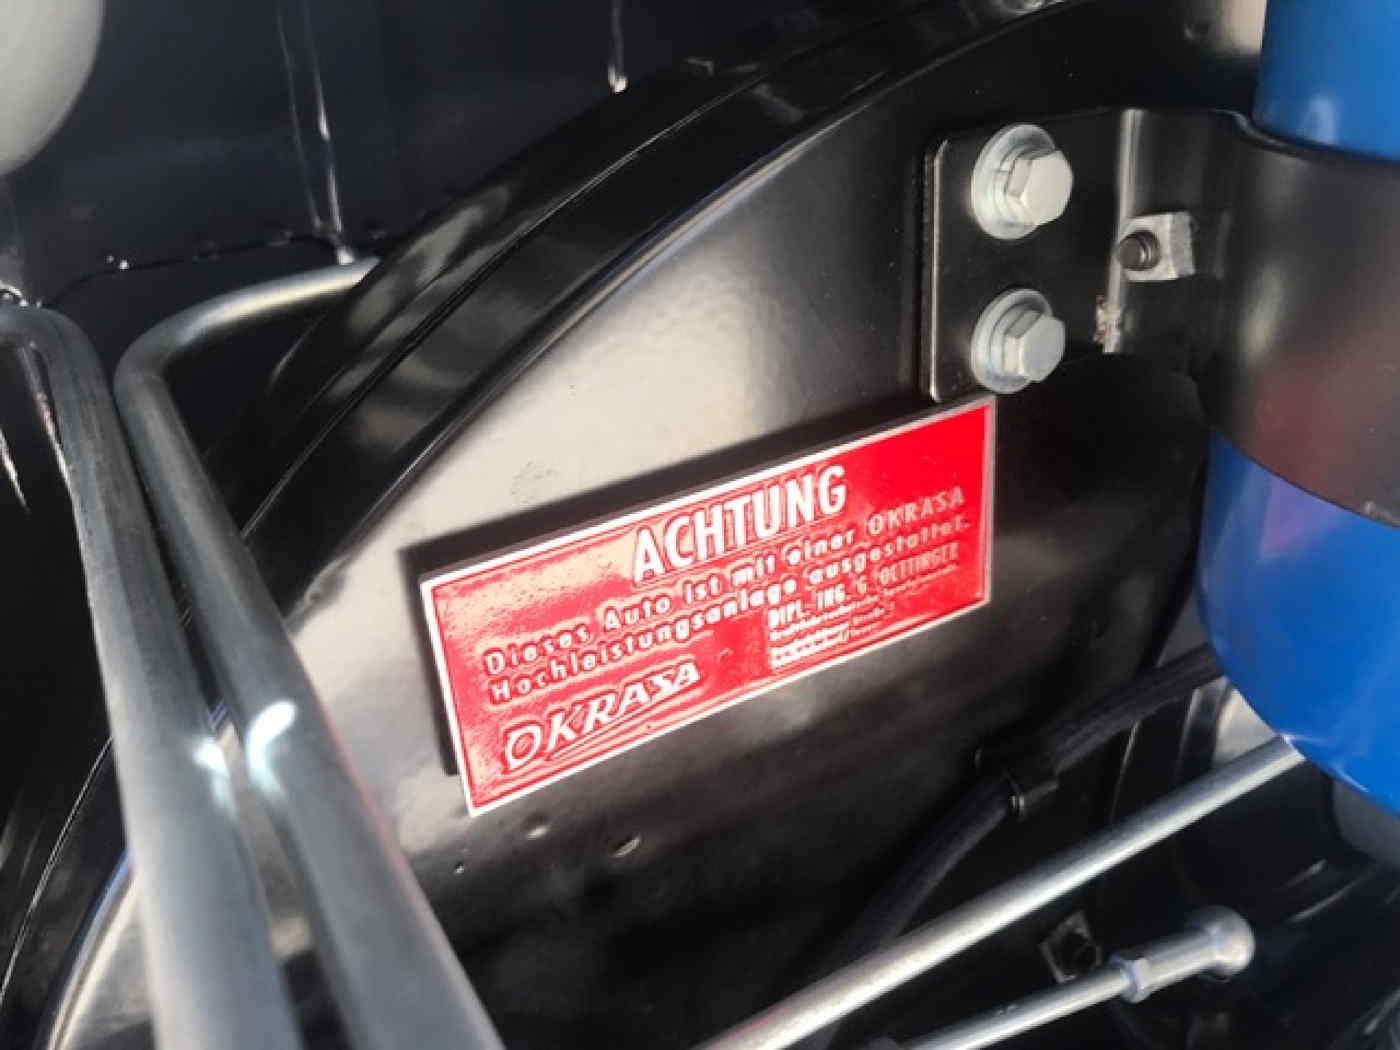 ACHTUNG
Dieses Auto ist mit einer OKRASA
Hochleistungsanlage ausgestattet.
DIPL.-ING. G. OETTINGER
OKRASA